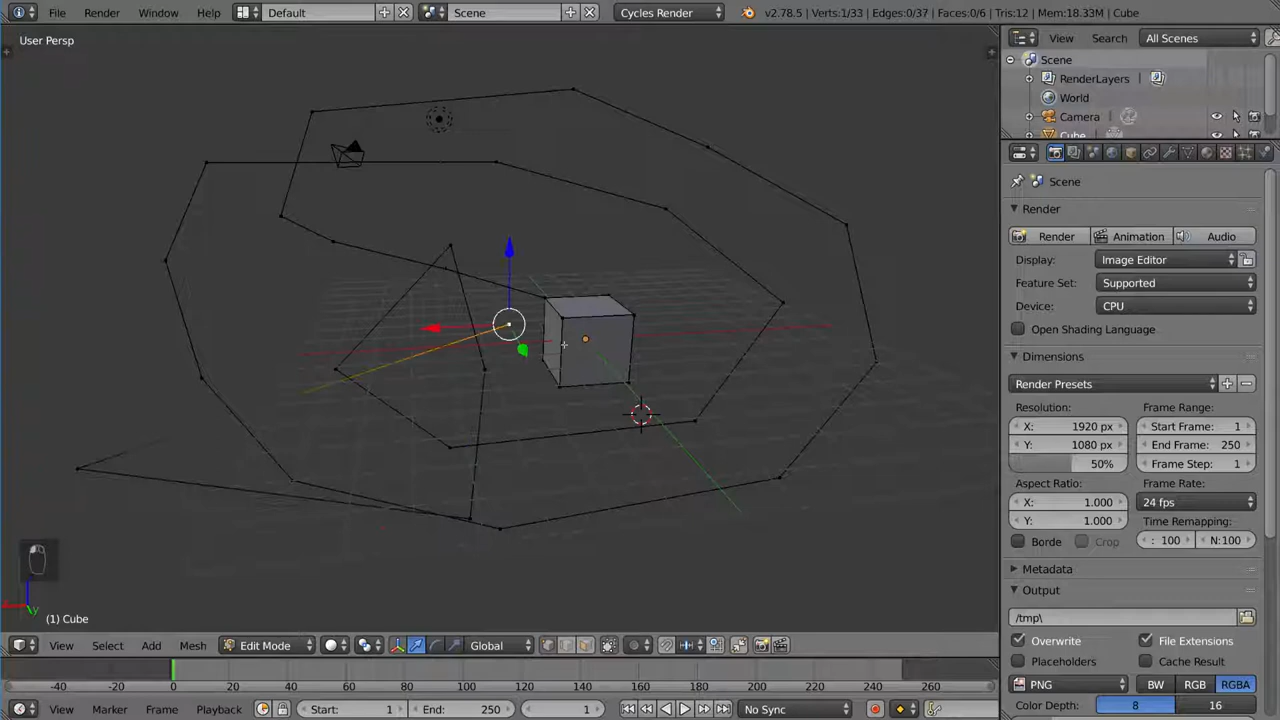 File Render Window Help Default Scene Cycles Render v2.78.5 | Verts:1/33 | Edges:0/37 | Faces:0/6 | Tris:12 | Mem:18.33M | Cube
User Persp
View Search All Scenes
Scene
RenderLayers
World
Camera
Cube
Scene
Render
Render Animation Audio
Display: Image Editor
Feature Set: Supported
Device: CPU
Open Shading Language
Dimensions
Render Presets
Resolution: Frame Range:
X: 1920 px Start Frame: 1
Y: 1080 px End Frame: 250
50% Frame Step: 1
Aspect Ratio: Frame Rate:
X: 1.000 24 fps
Y: 1.000 Time Remapping:
Borde Crop : 100 N:100
Metadata
Output
/tmp\
Overwrite File Extensions
Placeholders Cache Result
PNG BW RGB RGBA
Color Depth: 8 16
y
(1) Cube
View Select Add Mesh Edit Mode Global
-40 -20 0 20 40 60 80 100 120 140 160 180 200 220 240 260
View Marker Frame Playback Start: 1 End: 250 1 No Sync